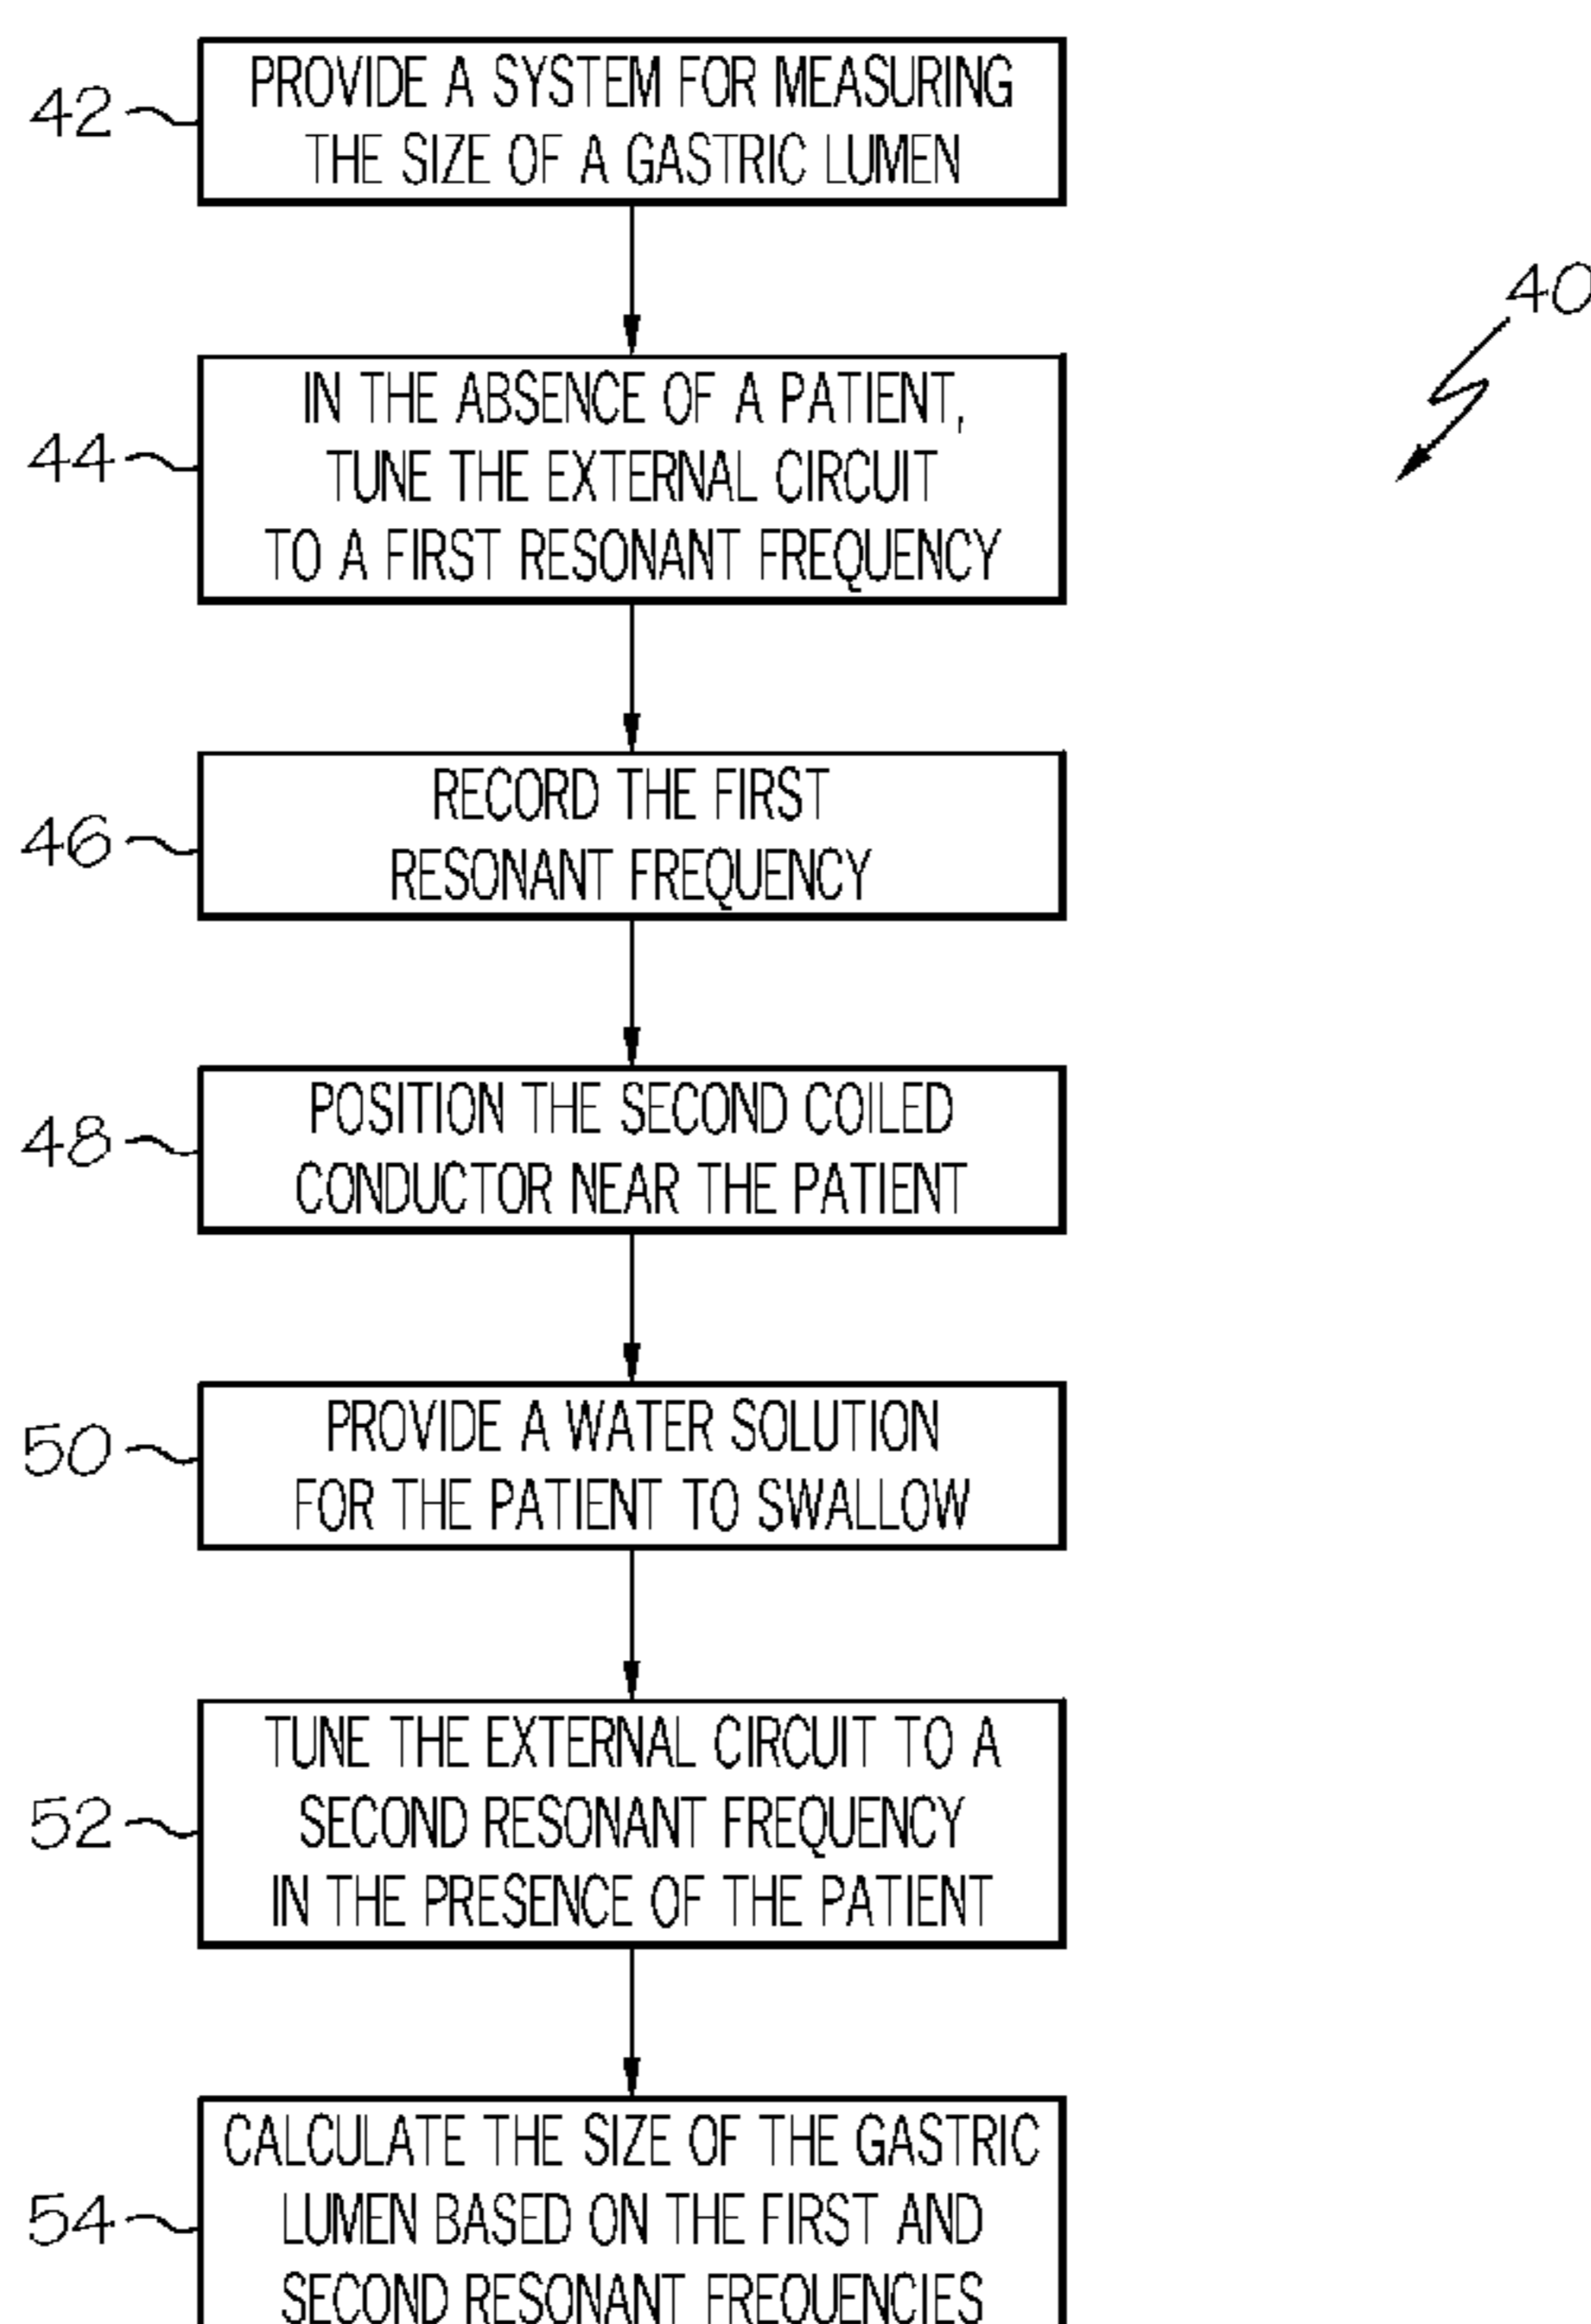 42
PROVIDE A SYSTEM FOR MEASURING
THE SIZE OF A GASTRIC LUMEN
40
44
IN THE ABSENCE OF A PATIENT,
TUNE THE EXTERNAL CIRCUIT
TO A FIRST RESONANT FREQUENCY
46
RECORD THE FIRST
RESONANT FREQUENCY
48
POSITION THE SECOND COILED
CONDUCTOR NEAR THE PATIENT
50
PROVIDE A WATER SOLUTION
FOR THE PATIENT TO SWALLOW
52
TUNE THE EXTERNAL CIRCUIT TO A
SECOND RESONANT FREQUENCY
IN THE PRESENCE OF THE PATIENT
54
CALCULATE THE SIZE OF THE GASTRIC
LUMEN BASED ON THE FIRST AND
SECOND RESONANT FREQUENCIES